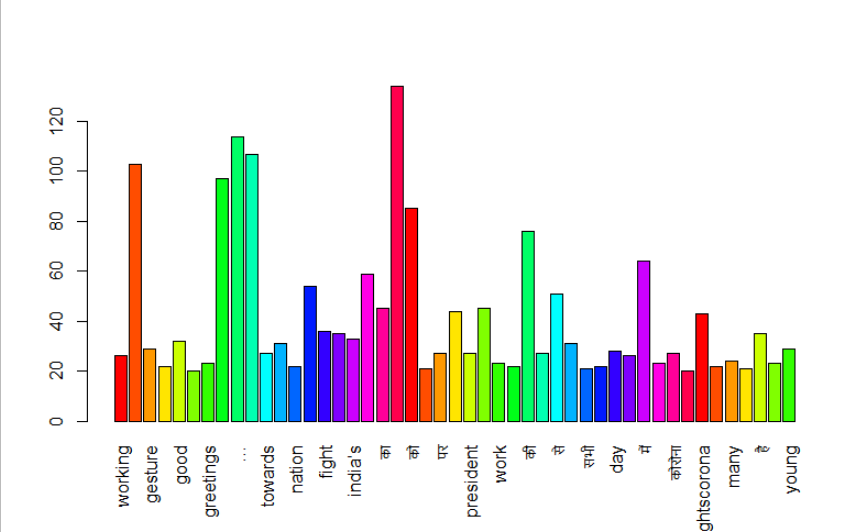 120
100
80
60
40
20
0
working
gesture
good
greetings
…
towards
nation
fight
india's
का
को
पर
president
work
की
से
सभी
day
में
कोरोना
ghtscorona
many
है
young